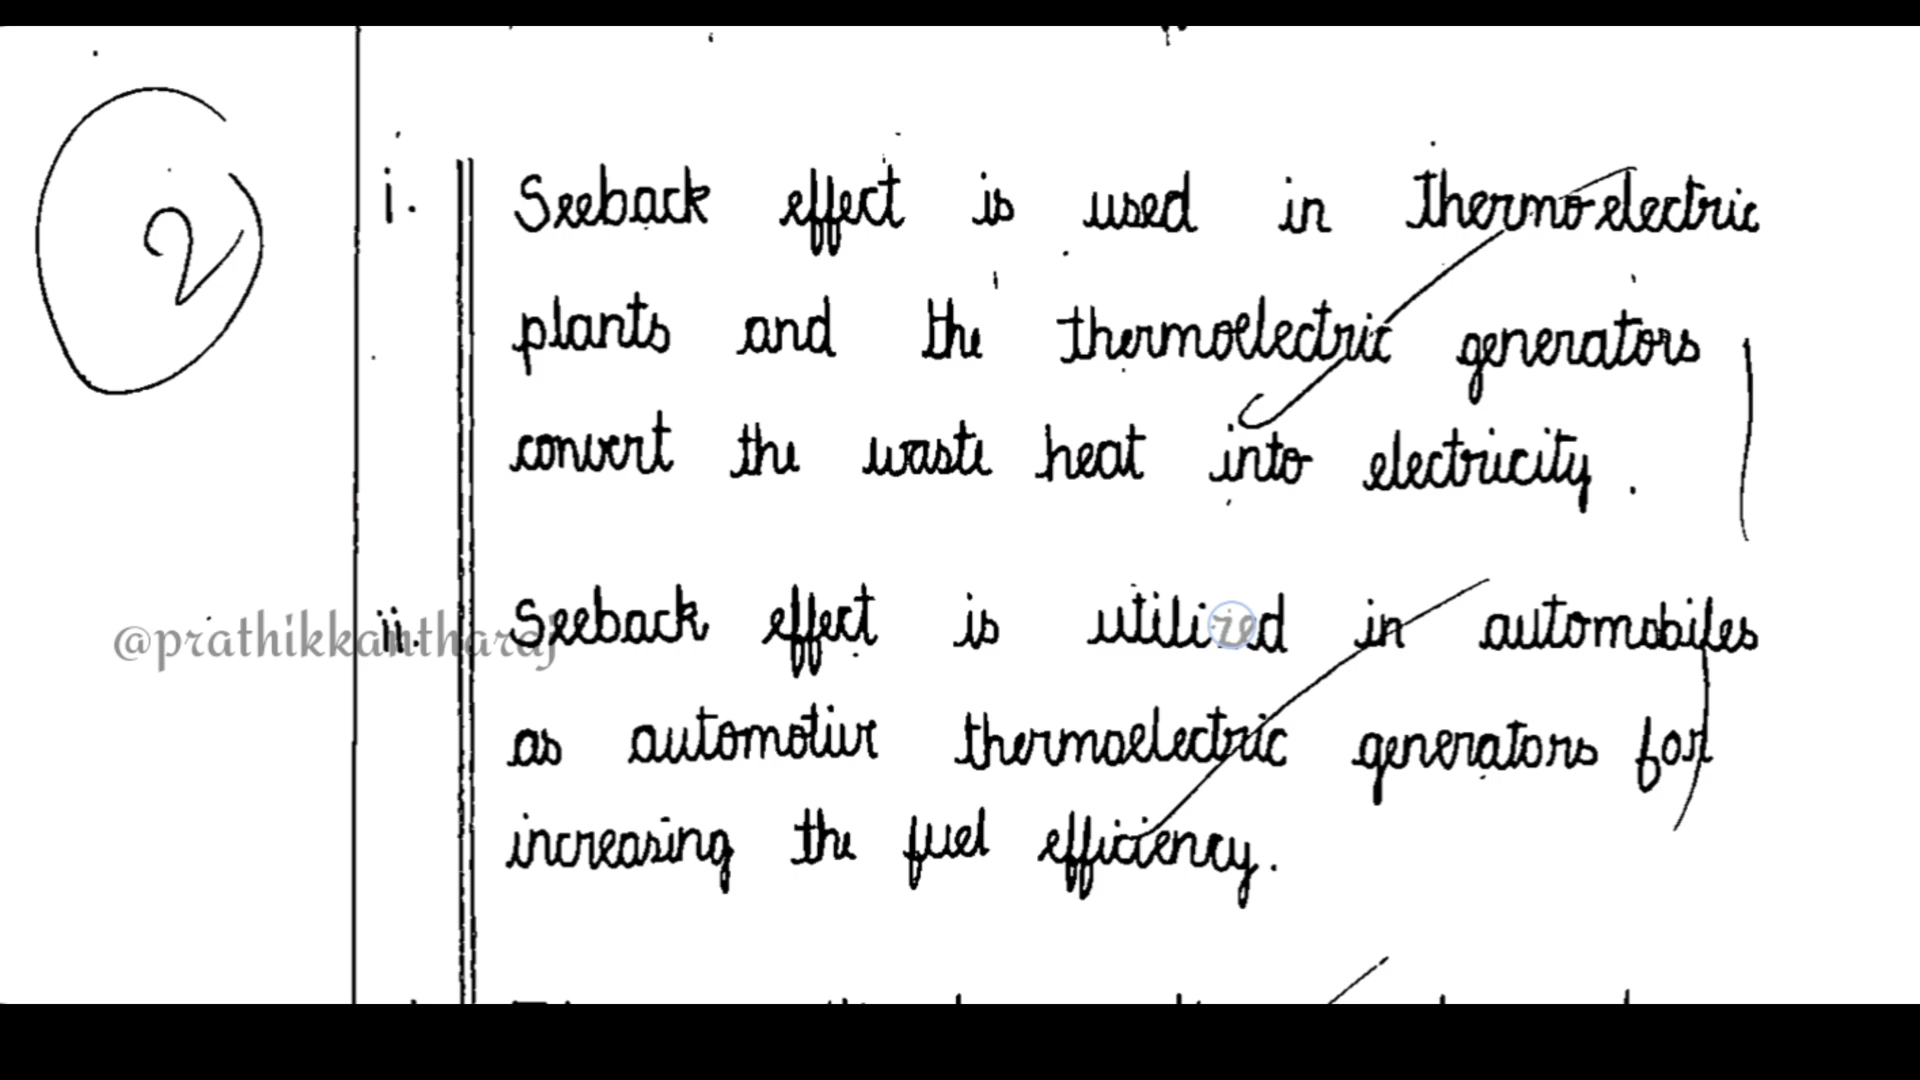 2
i. Seeback effect is used in thermo-electric
plants and the thermoelectric generators
convert the waste heat into electricity.
ii. Seeback effect is utilized in automobiles
@prathikkantharaj
as automotive thermoelectric generators for
increasing the fuel efficiency.